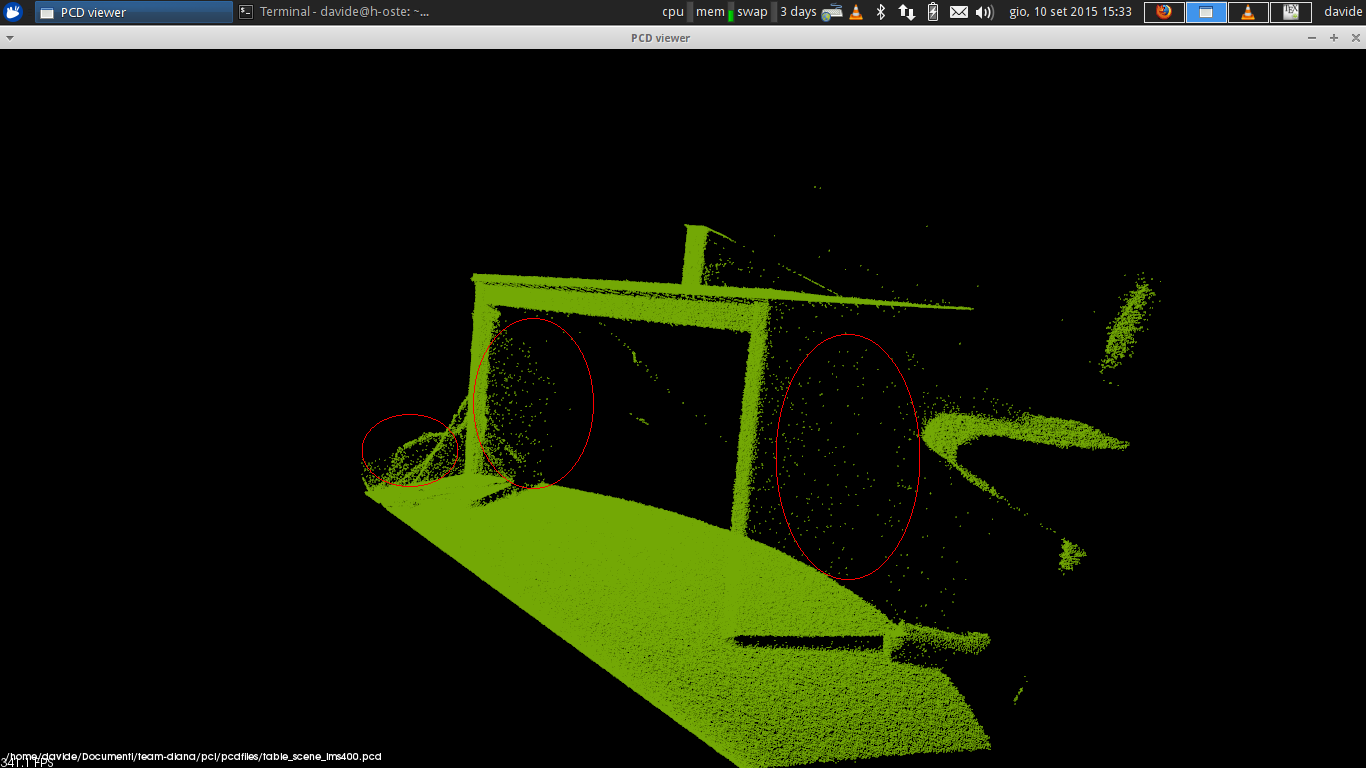 PCD viewer
Terminal - davide@h-oste: ~...
cpu mem swap 3 days
gio, 10 set 2015 15:33
TEX
davide
PCD viewer
/home/davide/Documenti/team-diana/pcl/pcdfiles/table_scene_lms400.pcd
341.1 FPS